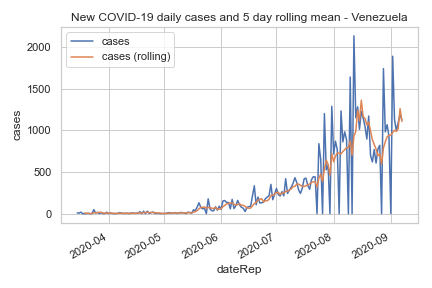 New COVID-19 daily cases and 5 day rolling mean - Venezuela
cases
cases (rolling)
2000
1500
1000
500
0
cases
2020-04
2020-05
2020-06
2020-07
2020-08
2020-09
dateRep